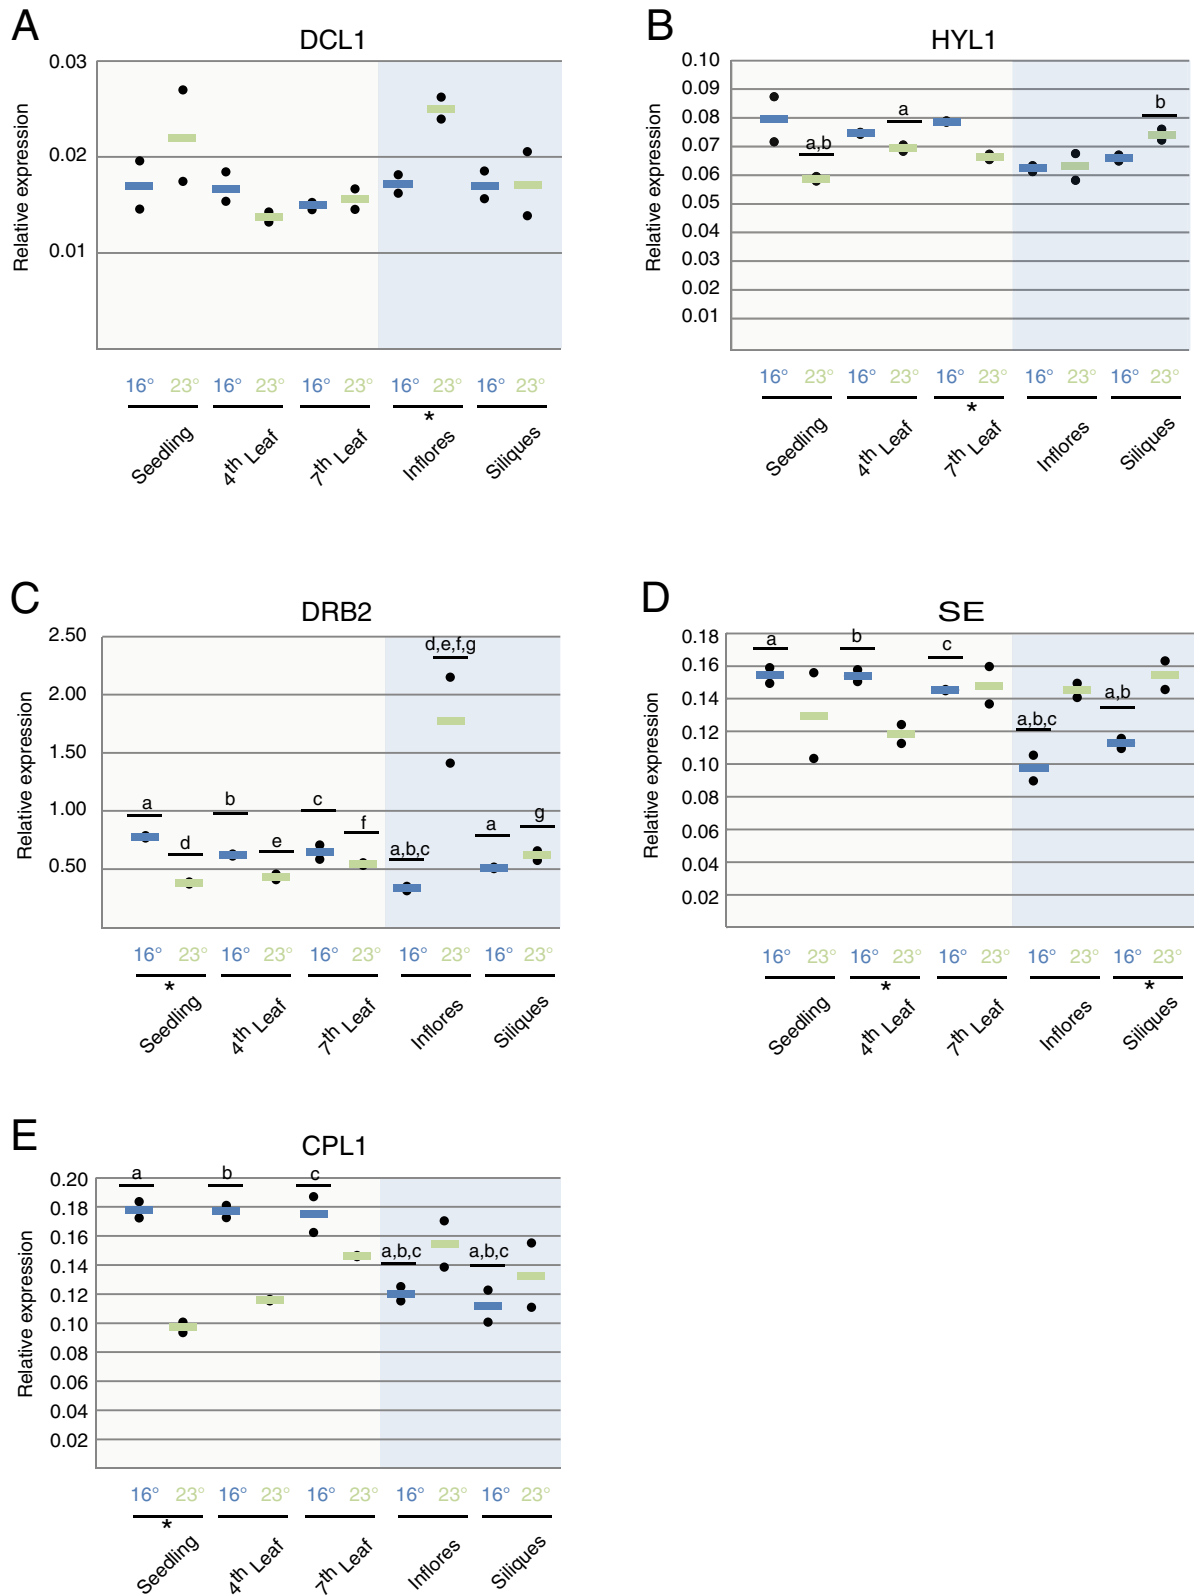 A
DCL1
Relative expression
0.03
0.02
0.01
16° 23° 16° 23° 16° 23° 16° 23° 16° 23°
*
Seedling 4th Leaf 7th Leaf Inflores Siliques
B
HYL1
Relative expression
0.10
0.09
0.08
0.07
0.06
0.05
0.04
0.03
0.02
0.01
a,b a b
16° 23° 16° 23° 16° 23° 16° 23° 16° 23°
*
Seedling 4th Leaf 7th Leaf Inflores Siliques
C
DRB2
Relative expression
2.50
2.00
1.50
1.00
0.50
a d b e c f a,b,c d,e,f,g a g
16° 23° 16° 23° 16° 23° 16° 23° 16° 23°
*
Seedling 4th Leaf 7th Leaf Inflores Siliques
D
SE
Relative expression
0.18
0.16
0.14
0.12
0.10
0.08
0.06
0.04
0.02
a b c a,b,c a,b
16° 23° 16° 23° 16° 23° 16° 23° 16° 23°
* *
Seedling 4th Leaf 7th Leaf Inflores Siliques
E
CPL1
Relative expression
0.20
0.18
0.16
0.14
0.12
0.10
0.08
0.06
0.04
0.02
a b c a,b,c a,b,c
16° 23° 16° 23° 16° 23° 16° 23° 16° 23°
*
Seedling 4th Leaf 7th Leaf Inflores Siliques